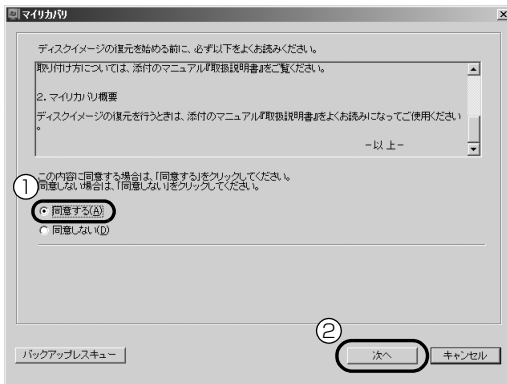 マイリカバリ
ディスクイメージの復元を始める前に、必ず以下をよくお読みください。
取り付け方については、添付のマニュアル『取扱説明書』をご覧ください。
2. マイリカバリ概要
ディスクイメージの復元を行うときは、添付のマニュアル『取扱説明書』をよくお読みになってご使用ください
。
-以上-
この内容に同意する場合は、「同意する」をクリックしてください。
同意しない場合は、「同意しない」をクリックしてください。
①
同意する(A)
同意しない(D)
②
バックアップレスキュー
次へ
キャンセル